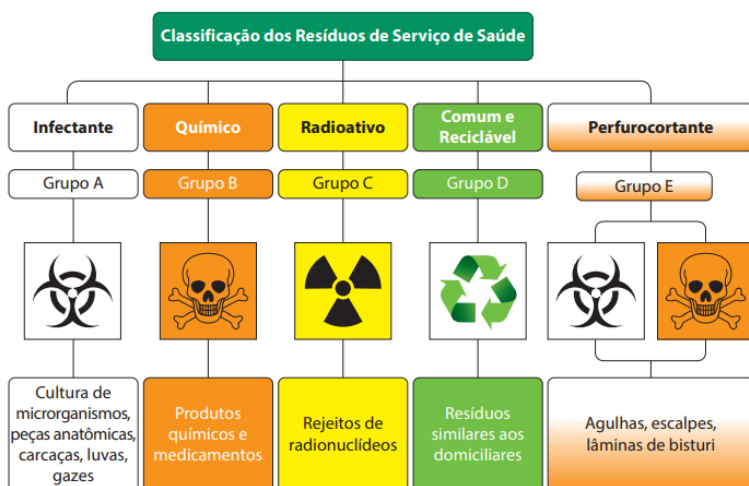 Classificação dos Resíduos de Serviço de Saúde
Infectante
Químico
Radioativo
Comum e
Reciclável
Perfurocortante
Grupo A
Grupo B
Grupo C
Grupo D
Grupo E
Cultura de
microrganismos,
peças anatômicas,
carcaças, luvas,
gazes
Produtos
químicos e
medicamentos
Rejeitos de
radionuclídeos
Resíduos
similares aos
domiciliares
Agulhas, escalpes,
lâminas de bisturi